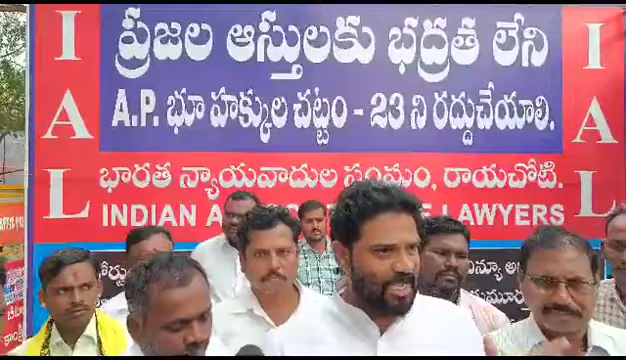 ప్రజల ఆస్తులకు భద్రత లేని
A.P. భూ హక్కుల చట్టం - 23 ని రద్దుచేయాలి.
I A L
భారత న్యాయవాదుల సంఘం, రాయచోటి.
INDIAN LAWYERS
I A L